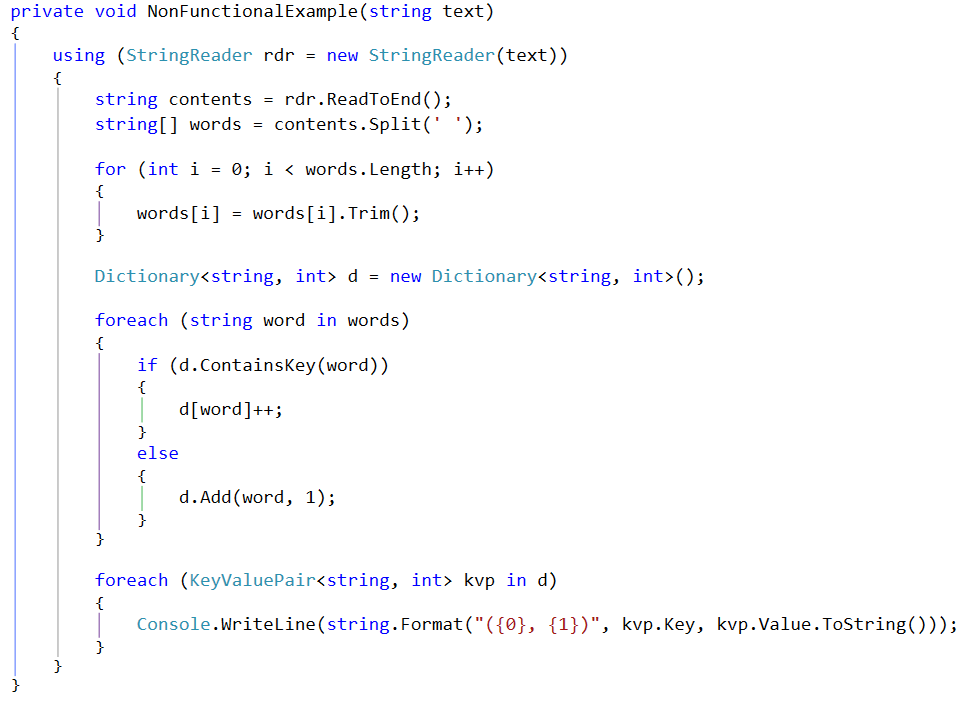 private void NonFunctionalExample(string text)
{
    using (StringReader rdr = new StringReader(text))
    {
        string contents = rdr.ReadToEnd();
        string[] words = contents.Split(' ');

        for (int i = 0; i < words.Length; i++)
        {
            words[i] = words[i].Trim();
        }

        Dictionary<string, int> d = new Dictionary<string, int>();

        foreach (string word in words)
        {
            if (d.ContainsKey(word))
            {
                d[word]++;
            }
            else
            {
                d.Add(word, 1);
            }
        }

        foreach (KeyValuePair<string, int> kvp in d)
        {
            Console.WriteLine(string.Format("({0}, {1})", kvp.Key, kvp.Value.ToString()));
        }
    }
}